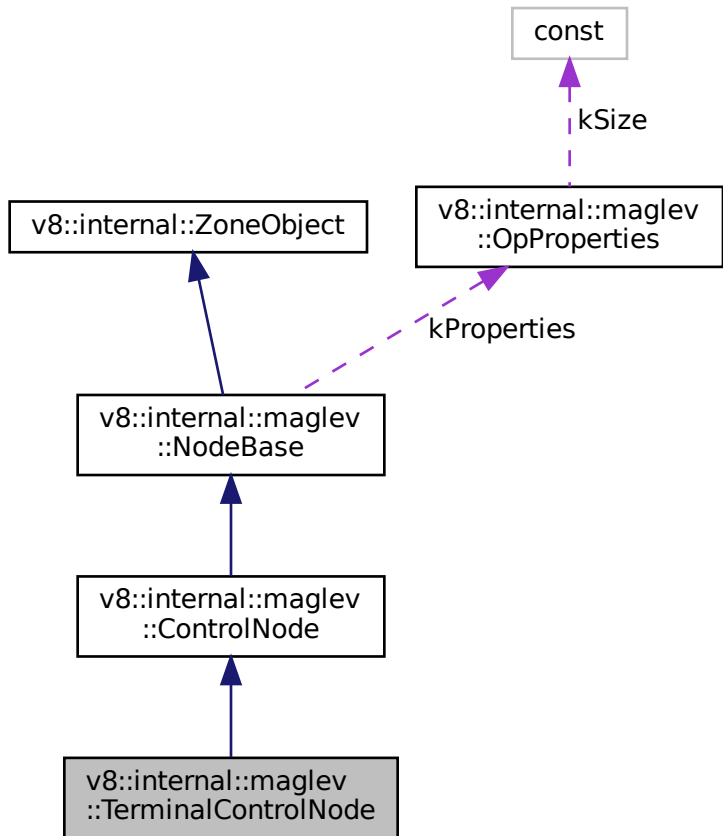 const
kSize
v8::internal::ZoneObject
v8::internal::maglev
::OpProperties
kProperties
v8::internal::maglev
::NodeBase
v8::internal::maglev
::ControlNode
v8::internal::maglev
::TerminalControlNode